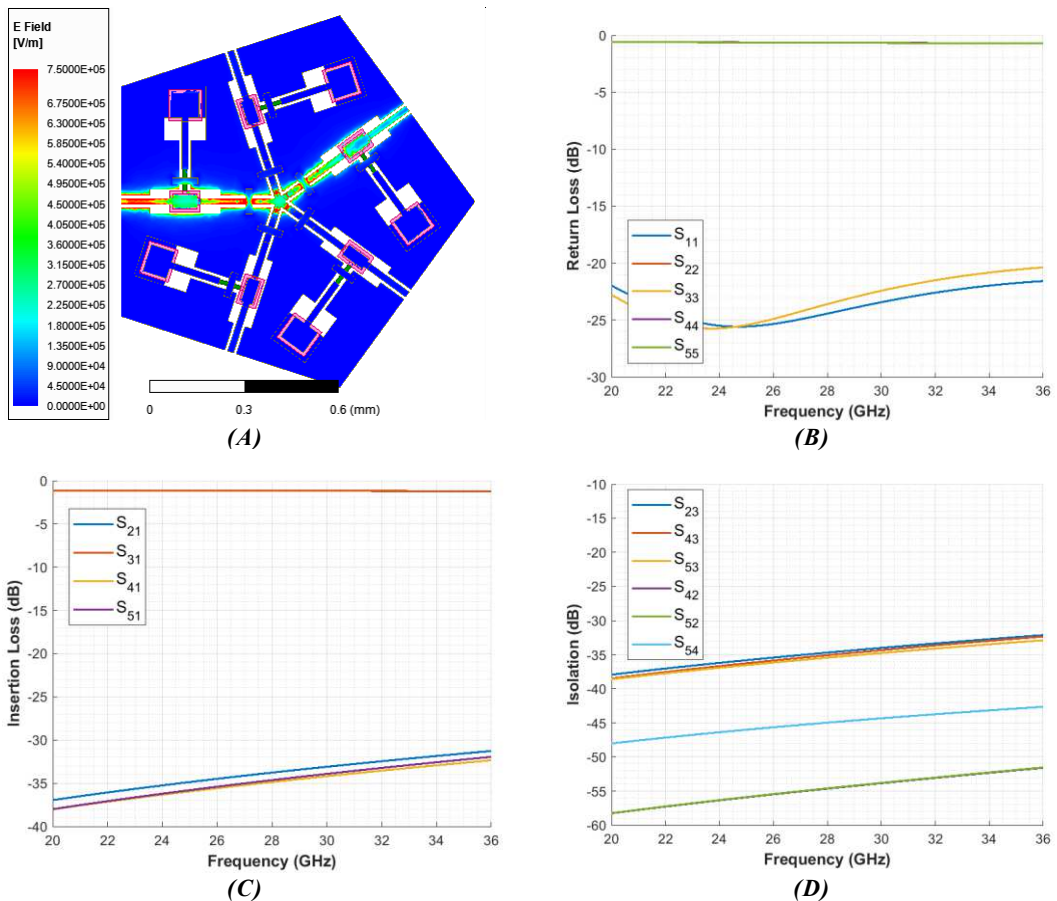 E Field
[V/m]
7.5000E+05
6.7500E+05
6.0000E+05
5.4000E+05
4.9500E+05
4.5000E+05
3.6000E+05
3.1500E+05
2.7000E+05
2.2500E+05
1.8000E+05
1.3500E+05
9.0000E+04
4.5000E+04
0.0000E+00
0 0.3 0.6 (mm)
(A)
0
-5
-10
-15
-20
-25
-30
Return Loss (dB)
S11
S22
S33
S44
S55
20 22 24 26 28 30 32 34 36
Frequency (GHz)
(B)
0
-5
-10
-15
-20
-25
-30
-35
-40
Insertion Loss (dB)
S21
S31
S41
S51
20 22 24 26 28 30 32 34 36
Frequency (GHz)
(C)
-10
-15
-20
-25
-30
-35
-40
-45
-50
-55
-60
Isolation (dB)
S23
S43
S53
S42
S52
S54
20 22 24 26 28 30 32 34 36
Frequency (GHz)
(D)